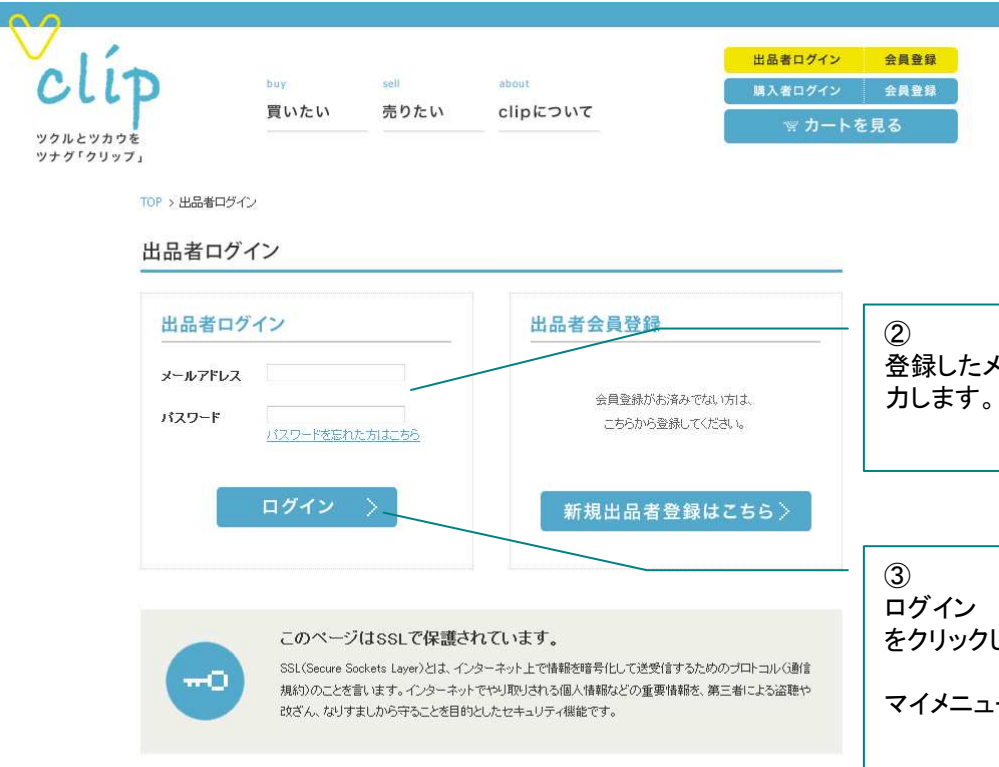 clip
ツクルとツカウを
ツナグ「クリップ」
buy
買いたい
sell
売りたい
about
clipについて
出品者ログイン 会員登録
購入者ログイン 会員登録
カートを見る
TOP > 出品者ログイン
出品者ログイン
出品者ログイン
メールアドレス
パスワード
パスワードを忘れた方はこちら
ログイン
出品者会員登録
会員登録がお済みでない方は、
こちらから登録してください。
新規出品者登録はこちら
②
登録したメ
力します。
③
ログイン
をクリックし
マイメニュー
このページはSSLで保護されています。
SSL(Secure Sockets Layer)とは、インターネット上で情報を暗号化して送受信するためのプロトコル(通信
規約)のことを言います。インターネットでやり取りされる個人情報などの重要情報を、第三者による盗聴や
改ざん、なりすましから守ることを目的としたセキュリティ機能です。